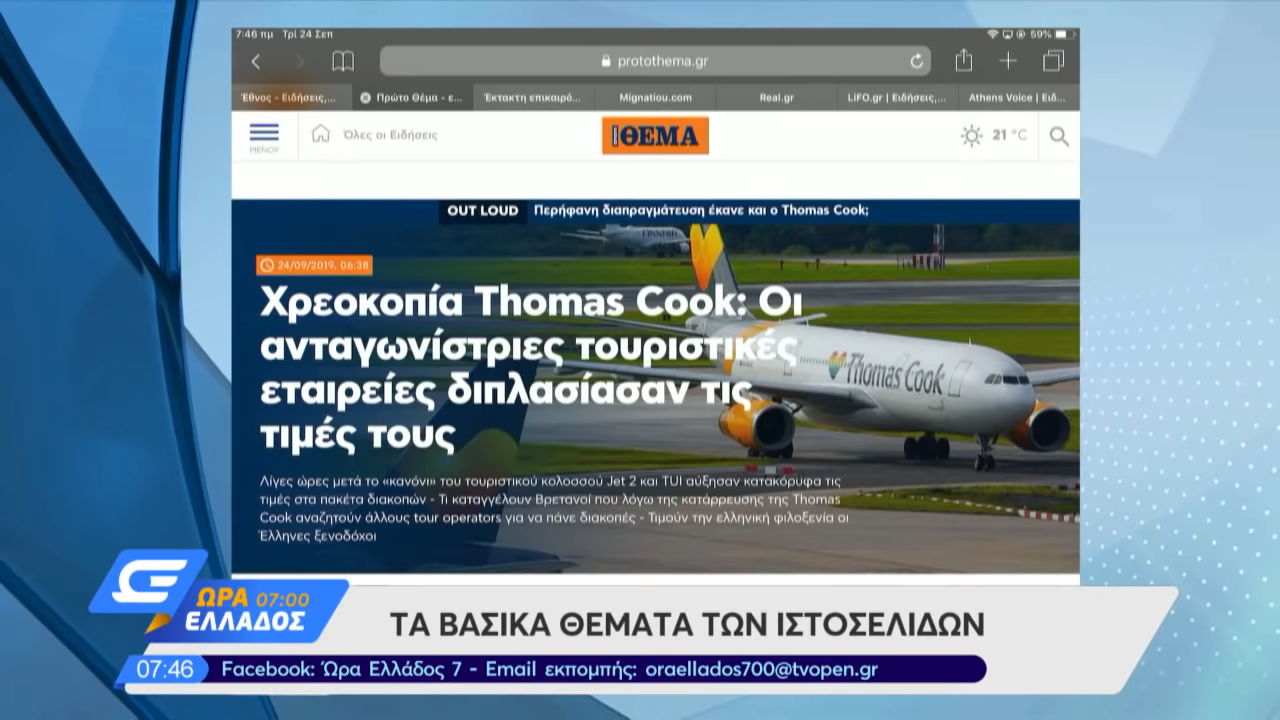 7:46 πμ Τρί 24 Σεπ 59%
protothema.gr
Έθνος - Ειδήσεις,... Πρώτο Θέμα - ε... Έκτακτη επικαιρό... Mignatiou.com Real.gr LiFO.gr | Ειδήσεις,... Athens Voice | Ειδ...
ΜΕΝΟΥ Όλες οι Ειδήσεις ΘΕΜΑ 21 °C
OUT LOUD Περήφανη διαπραγμάτευση έκανε και ο Thomas Cook;
FINNAIR
24/09/2019, 06:38
Χρεοκοπία Thomas Cook: Οι
ανταγωνίστριες τουριστικές
εταιρείες διπλασίασαν τις
τιμές τους
Thomas Cook
Λίγες ώρες μετά το «κανόνι» του τουριστικού κολοσσού Jet 2 και TUI αύξησαν κατακόρυφα τις
τιμές στα πακέτα διακοπών - Τι καταγγέλουν Βρετανοί που λόγω της κατάρρευσης της Thomas
Cook αναζητούν άλλους tour operators για να πάνε διακοπές - Τιμούν την ελληνική φιλοξενία οι
Έλληνες ξενοδόχοι
ΩΡΑ 07:00
ΕΛΛΑΔΟΣ
ΤΑ ΒΑΣΙΚΑ ΘΕΜΑΤΑ ΤΩΝ ΙΣΤΟΣΕΛΙΔΩΝ
07:46 Facebook: Ώρα Ελλάδος 7 - Email εκπομπής: oraellados700@tvopen.gr